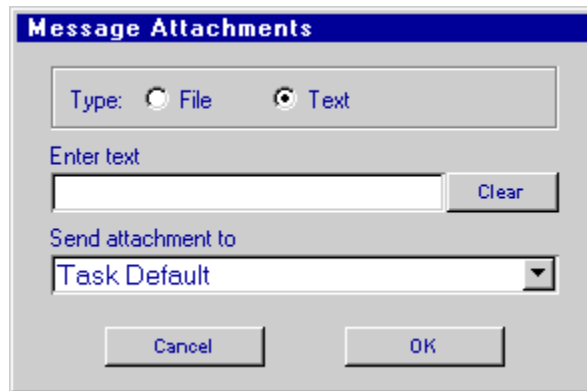 Message Attachments
Type: File Text
Enter text
Clear
Send attachment to
Task Default
Cancel OK